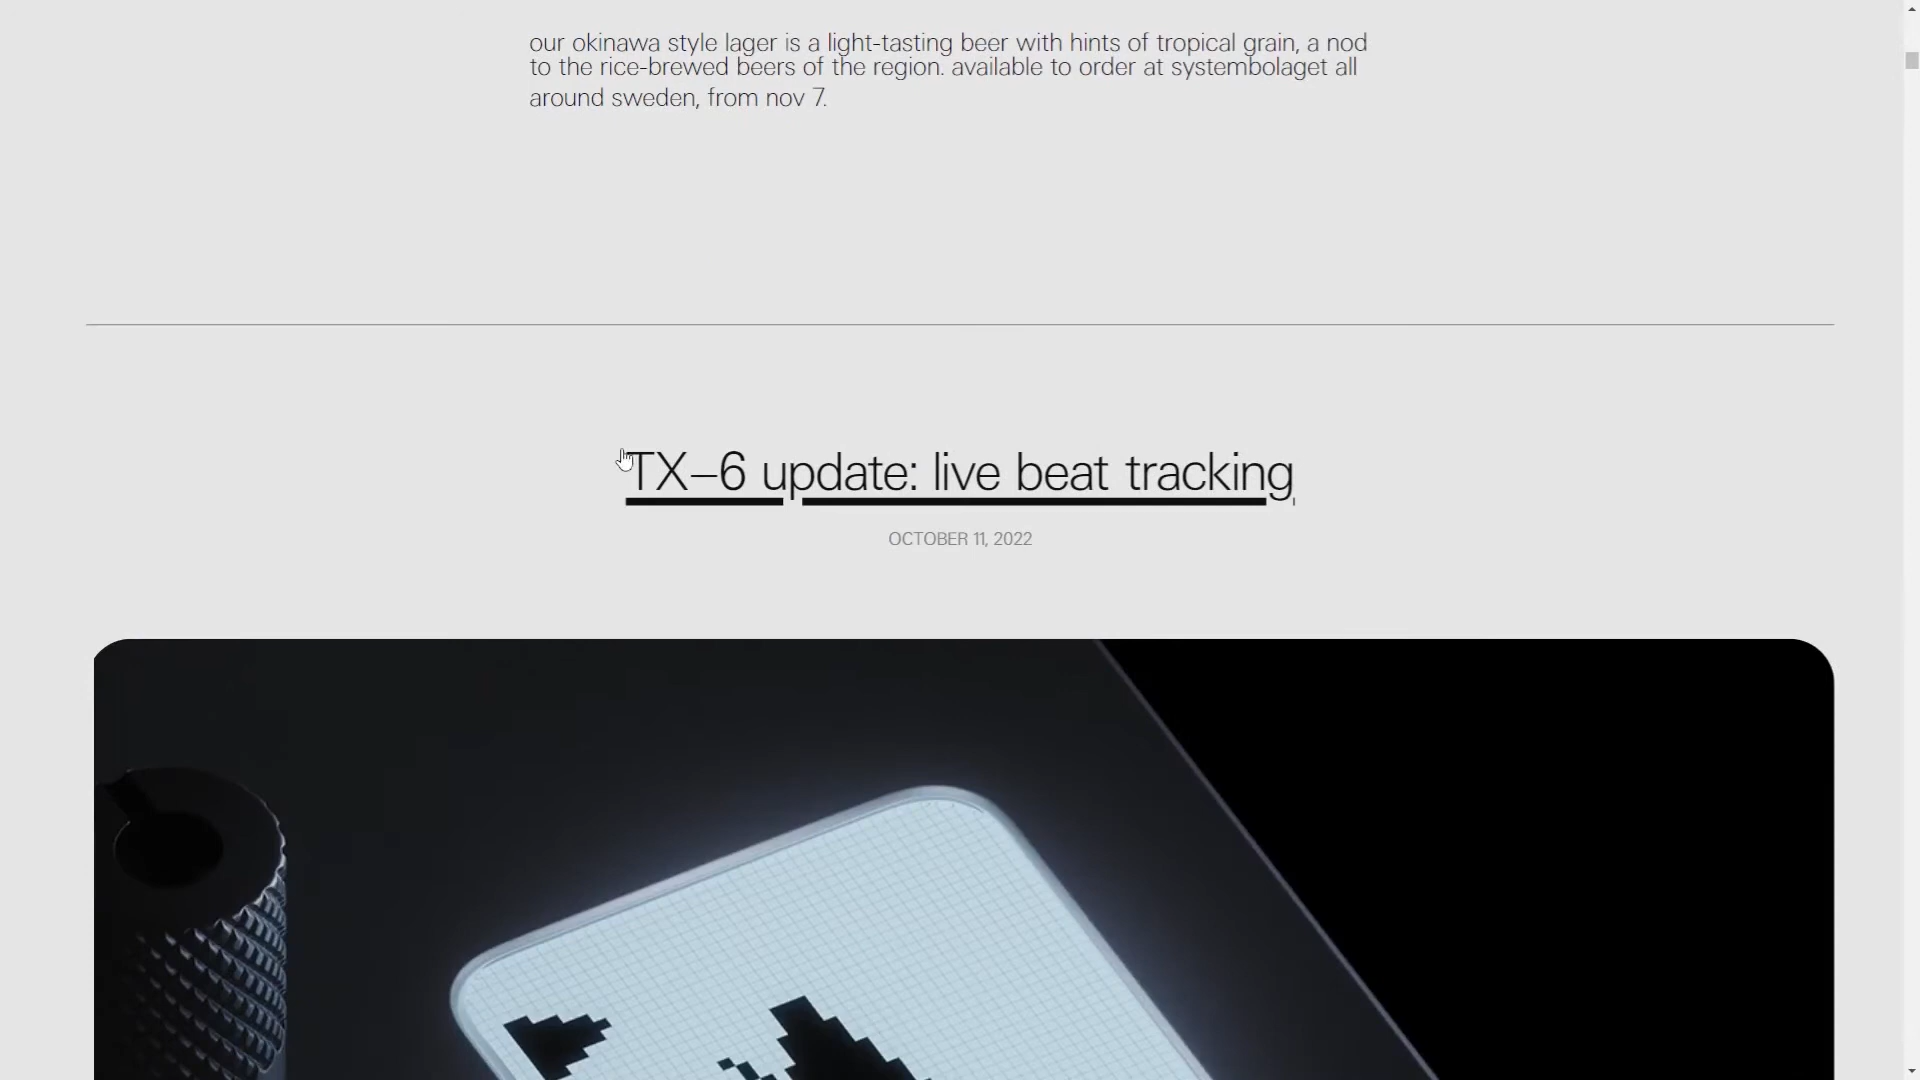 our okinawa style lager is a light-tasting beer with hints of tropical grain, a nod
to the rice-brewed beers of the region. available to order at systembolaget all
around sweden, from nov 7.
TX–6 update: live beat tracking
OCTOBER 11, 2022